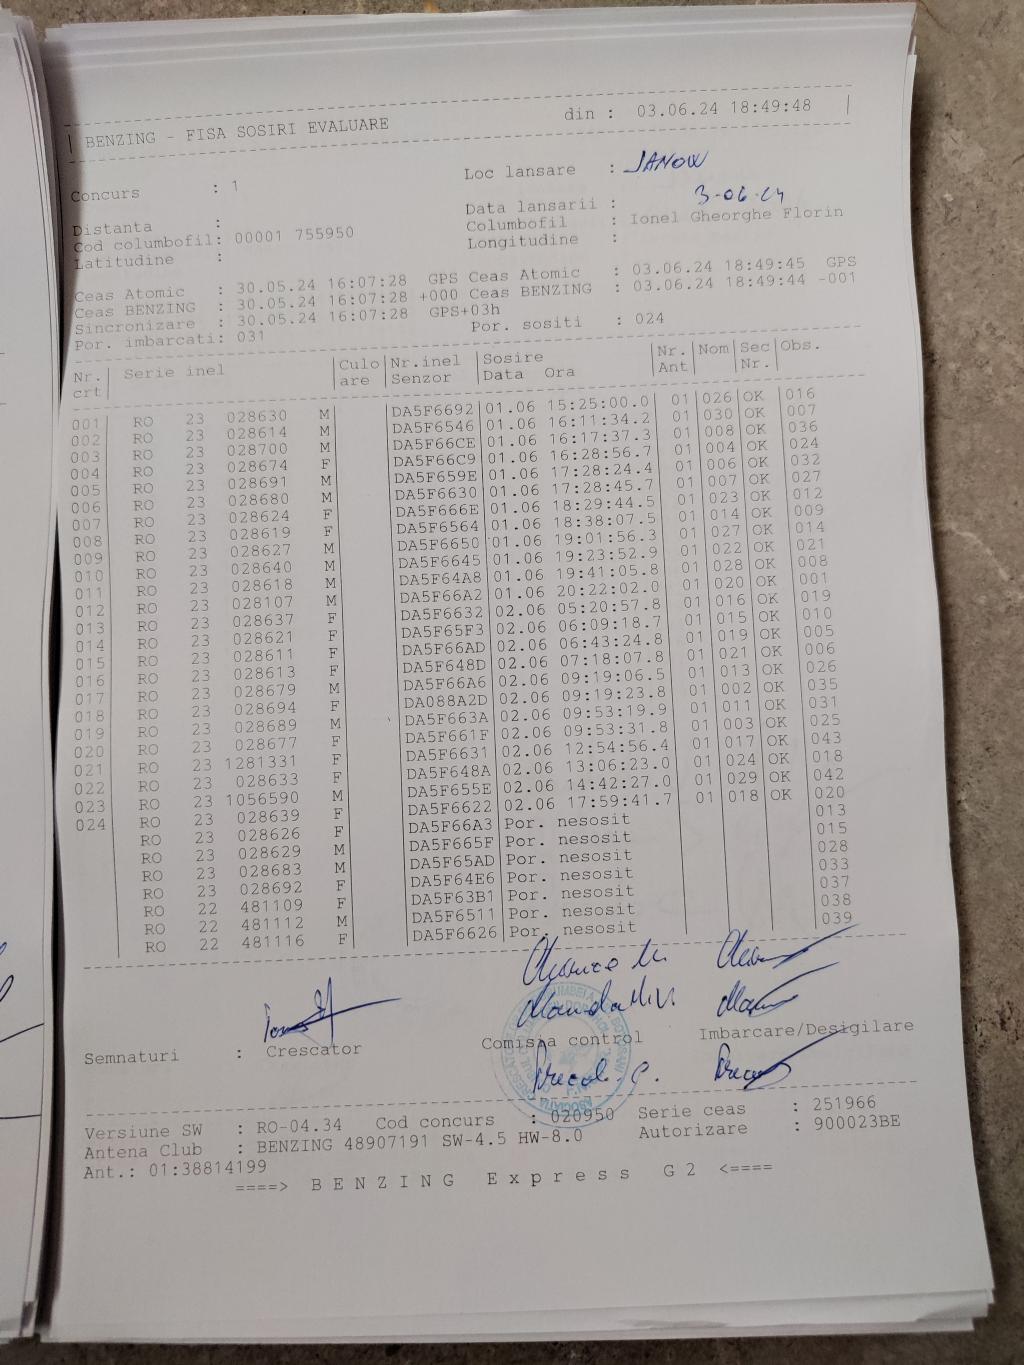 BENZING - FISA SOSIRI EVALUARE din : 03.06.24 18:49:48
Concurs : 1 Loc lansare : JANOW
Data lansarii : 3-06-24
Distanta : Columbofil : Ionel Gheorghe Florin
Cod columbofil: 00001 755950 Longitudine :
Latitudine :
Ceas Atomic : 30.05.24 16:07:28 GPS Ceas Atomic : 03.06.24 18:49:45 GPS
Ceas BENZING : 30.05.24 16:07:28 +000 Ceas BENZING : 03.06.24 18:49:44 -001
Sincronizare : 30.05.24 16:07:28 GPS+03h
Por. imbarcati: 031 Por. sositi : 024
Nr. Serie inel Culo Nr.inel Sosire Nr. Nom Sec Obs.
crt are Senzor Data Ora Ant Nr.
001 RO 23 028630 M DA5F6692 01.06 15:25:00.0 01 026 OK 016
002 RO 23 028614 M DA5F6546 01.06 16:11:34.2 01 030 OK 007
003 RO 23 028700 M DA5F66CE 01.06 16:17:37.3 01 008 OK 036
004 RO 23 028674 F DA5F66C9 01.06 16:28:56.7 01 004 OK 024
005 RO 23 028691 M DA5F659E 01.06 17:28:24.4 01 006 OK 032
006 RO 23 028680 M DA5F6630 01.06 17:28:45.7 01 007 OK 027
007 RO 23 028624 F DA5F666E 01.06 18:29:44.5 01 023 OK 012
008 RO 23 028619 F DA5F6564 01.06 18:38:07.5 01 014 OK 009
009 RO 23 028627 M DA5F6650 01.06 19:01:56.3 01 027 OK 014
010 RO 23 028640 M DA5F6645 01.06 19:23:52.9 01 022 OK 021
011 RO 23 028618 M DA5F64A8 01.06 19:41:05.8 01 028 OK 008
012 RO 23 028107 M DA5F66A2 01.06 20:22:02.0 01 020 OK 001
013 RO 23 028637 F DA5F6632 02.06 05:20:57.8 01 016 OK 019
014 RO 23 028621 F DA5F65F3 02.06 06:09:18.7 01 015 OK 010
015 RO 23 028611 F DA5F66AD 02.06 06:43:24.8 01 019 OK 005
016 RO 23 028613 F DA5F648D 02.06 07:18:07.8 01 021 OK 006
017 RO 23 028679 M DA5F66A6 02.06 09:19:06.5 01 013 OK 026
018 RO 23 028694 F DA088A2D 02.06 09:19:23.8 01 002 OK 035
019 RO 23 028689 M DA5F663A 02.06 09:53:19.9 01 011 OK 031
020 RO 23 028677 F DA5F661F 02.06 09:53:31.8 01 003 OK 025
021 RO 23 1281331 F DA5F6631 02.06 12:54:56.4 01 017 OK 043
022 RO 23 028633 F DA5F648A 02.06 13:06:23.0 01 024 OK 018
023 RO 23 1056590 M DA5F655E 02.06 14:42:27.0 01 029 OK 042
024 RO 23 028639 F DA5F6622 02.06 17:59:41.7 01 018 OK 020
RO 23 028626 F DA5F66A3 Por. nesosit 013
RO 23 028629 M DA5F665F Por. nesosit 015
RO 23 028683 M DA5F65AD Por. nesosit 028
RO 23 028692 F DA5F64E6 Por. nesosit 033
RO 22 481109 F DA5F63B1 Por. nesosit 037
RO 22 481112 M DA5F6511 Por. nesosit 038
RO 22 481116 F DA5F6626 Por. nesosit 039
Semnaturi : Crescator Comisia control Imbarcare/Desigilare
Versiune SW : RO-04.34 Cod concurs : 020950 Serie ceas : 251966
Antena Club : BENZING 48907191 SW-4.5 HW-8.0 Autorizare : 900023BE
Ant.: 01:38814199
====> BENZING Express G2 <====